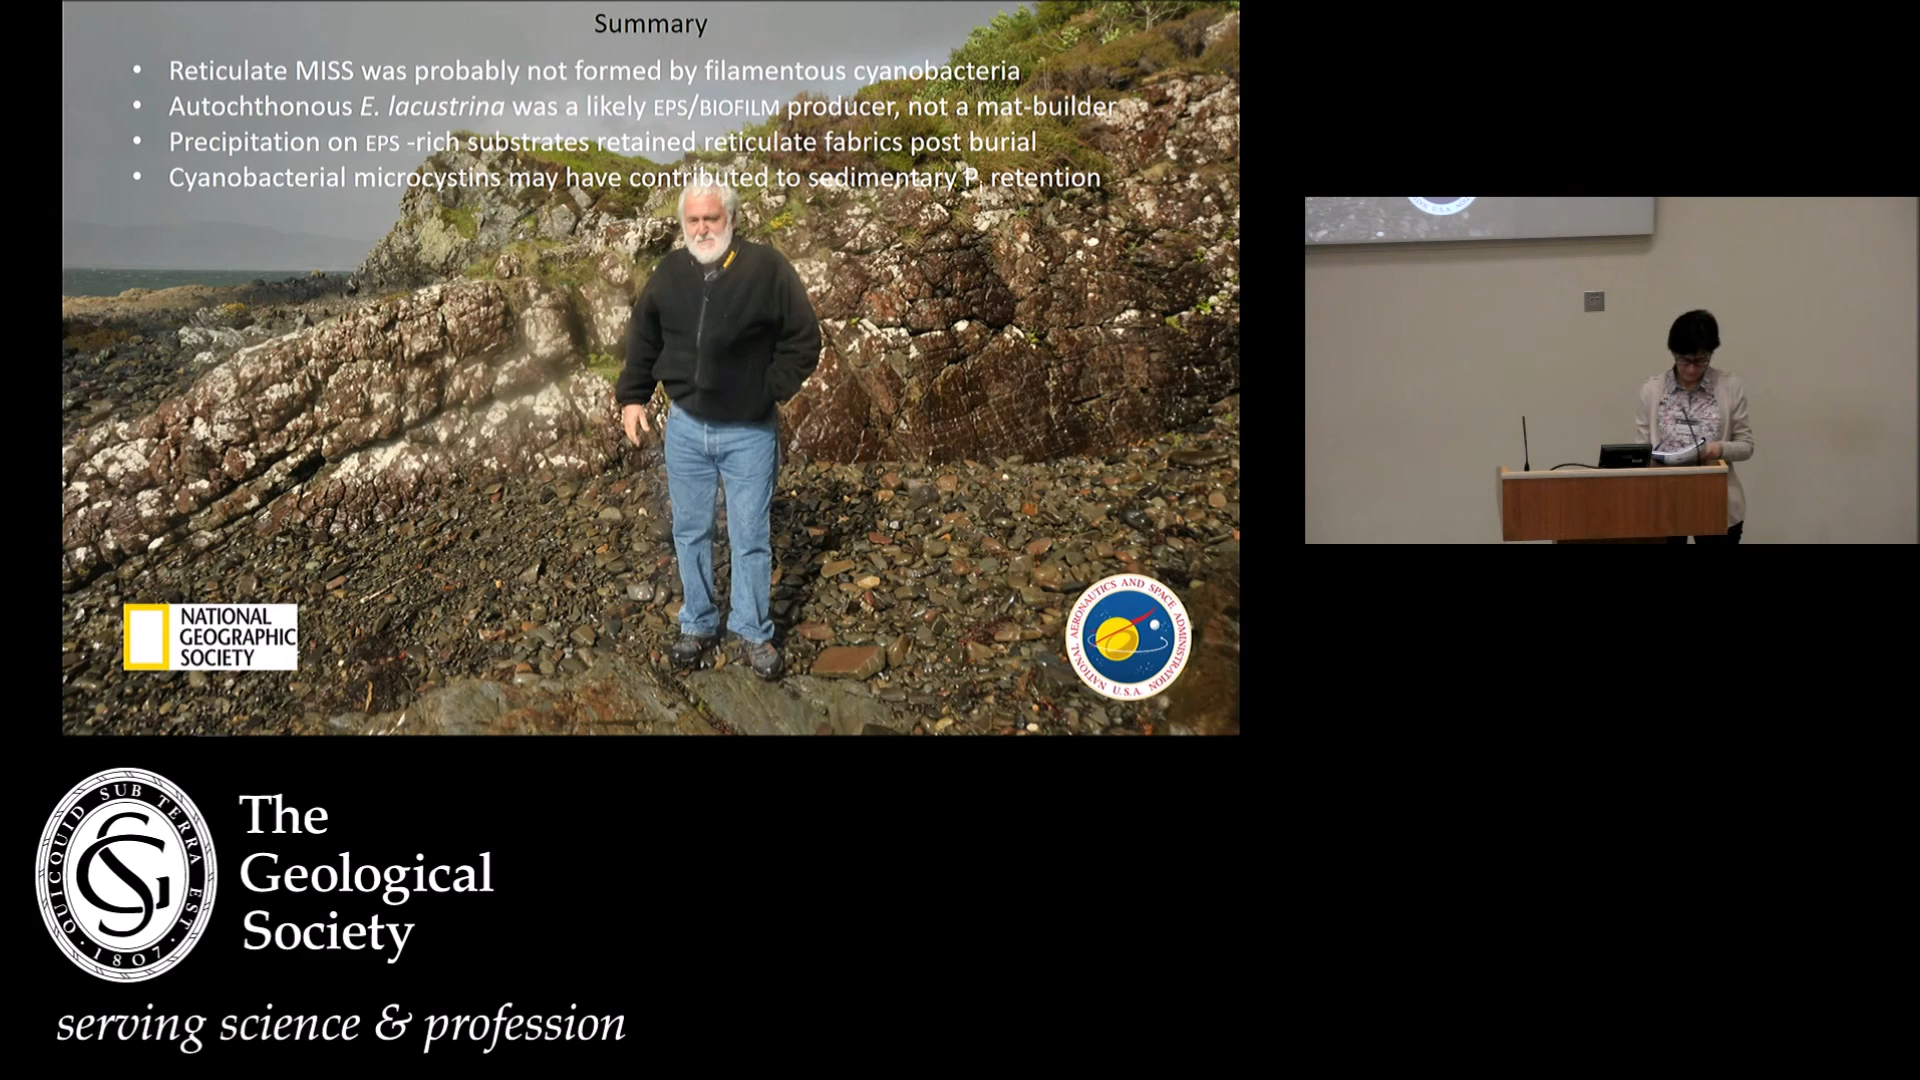 Summary
• Reticulate MISS was probably not formed by filamentous cyanobacteria
• Autochthonous E. lacustrina was a likely EPS/BIOFILM producer, not a mat-builder
• Precipitation on EPS -rich substrates retained reticulate fabrics post burial
• Cyanobacterial microcystins may have contributed to sedimentary Pi retention
NATIONAL
GEOGRAPHIC
SOCIETY
NATIONAL AERONAUTICS AND SPACE ADMINISTRATION
U.S.A.
QUICQUID SUB TERRA EST
1807
GS
The
Geological
Society
serving science & profession